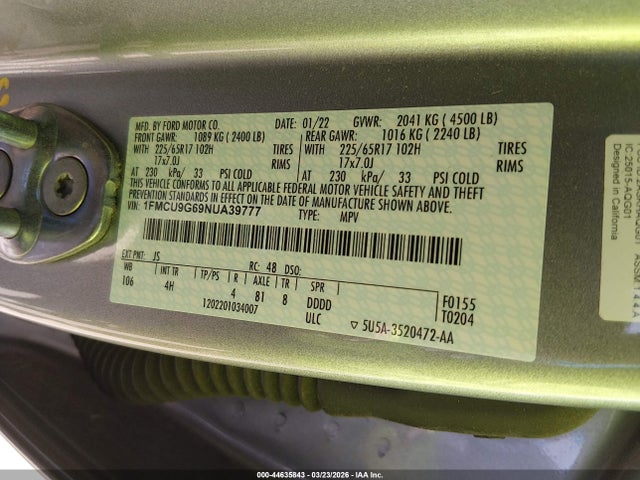 MFD. BY FORD MOTOR CO. DATE: 01/22 GVWR: 2041 KG ( 4500 LB)
FRONT GAWR: 1089 KG ( 2400 LB) REAR GAWR: 1016 KG ( 2240 LB)
WITH 225/65R17 102H TIRES WITH 225/65R17 102H TIRES
17x7.0J RIMS 17x7.0J RIMS
AT 230 kPa/ 33 PSI COLD AT 230 kPa/ 33 PSI COLD
THIS VEHICLE CONFORMS TO ALL APPLICABLE FEDERAL MOTOR VEHICLE SAFETY AND THEFT
PREVENTION STANDARDS IN EFFECT ON THE DATE OF MANUFACTURE SHOWN ABOVE.
VIN: 1FMCU9G69NUA39777 TYPE: MPV
EXT PNT: JS RC: 48 DSO:
WB INT TR TP/PS R AXLE TR SPR
106 4H 4 81 8 DDDD F0155
1202201034007 ULC T0204
▽ 5U5A-3520472-AA
IC:25015-AQG01
Designed in California
000-44635843 | 03/23/2026 | IAA Inc.